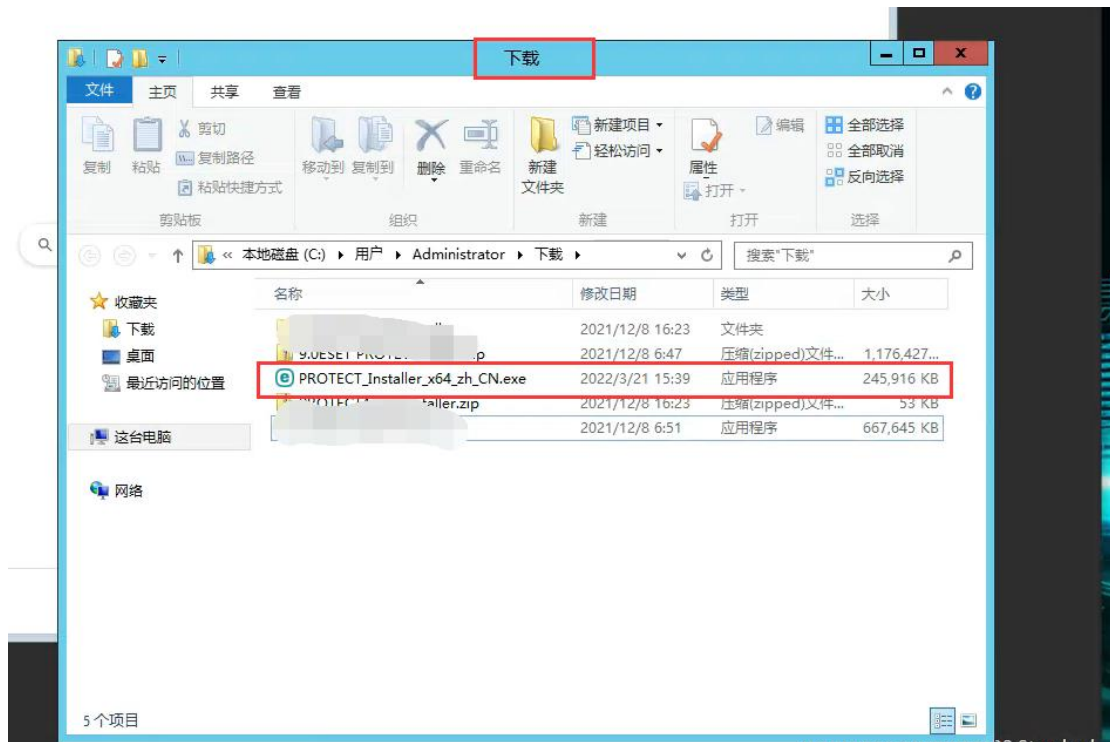 下载
文件 主页 共享 查看
复制 粘贴 剪切 复制路径 粘贴快捷方式
移动到 复制到 删除 重命名
新建文件夹 新建项目 轻松访问
属性 打开 编辑
全部选择 全部取消 反向选择
剪贴板 组织 新建 打开 选择
« 本地磁盘 (C:) 用户 Administrator 下载
搜索"下载"
名称 修改日期 类型 大小
收藏夹
下载
桌面
最近访问的位置
这台电脑
网络
2021/12/8 16:23 文件夹
9.0ESET 2021/12/8 6:47 压缩(zipped)文件... 1,176,427...
PROTECT_Installer_x64_zh_CN.exe 2022/3/21 15:39 应用程序 245,916 KB
taller.zip 2021/12/8 16:23 压缩(zipped)文件... 53 KB
2021/12/8 6:51 应用程序 667,645 KB
5 个项目